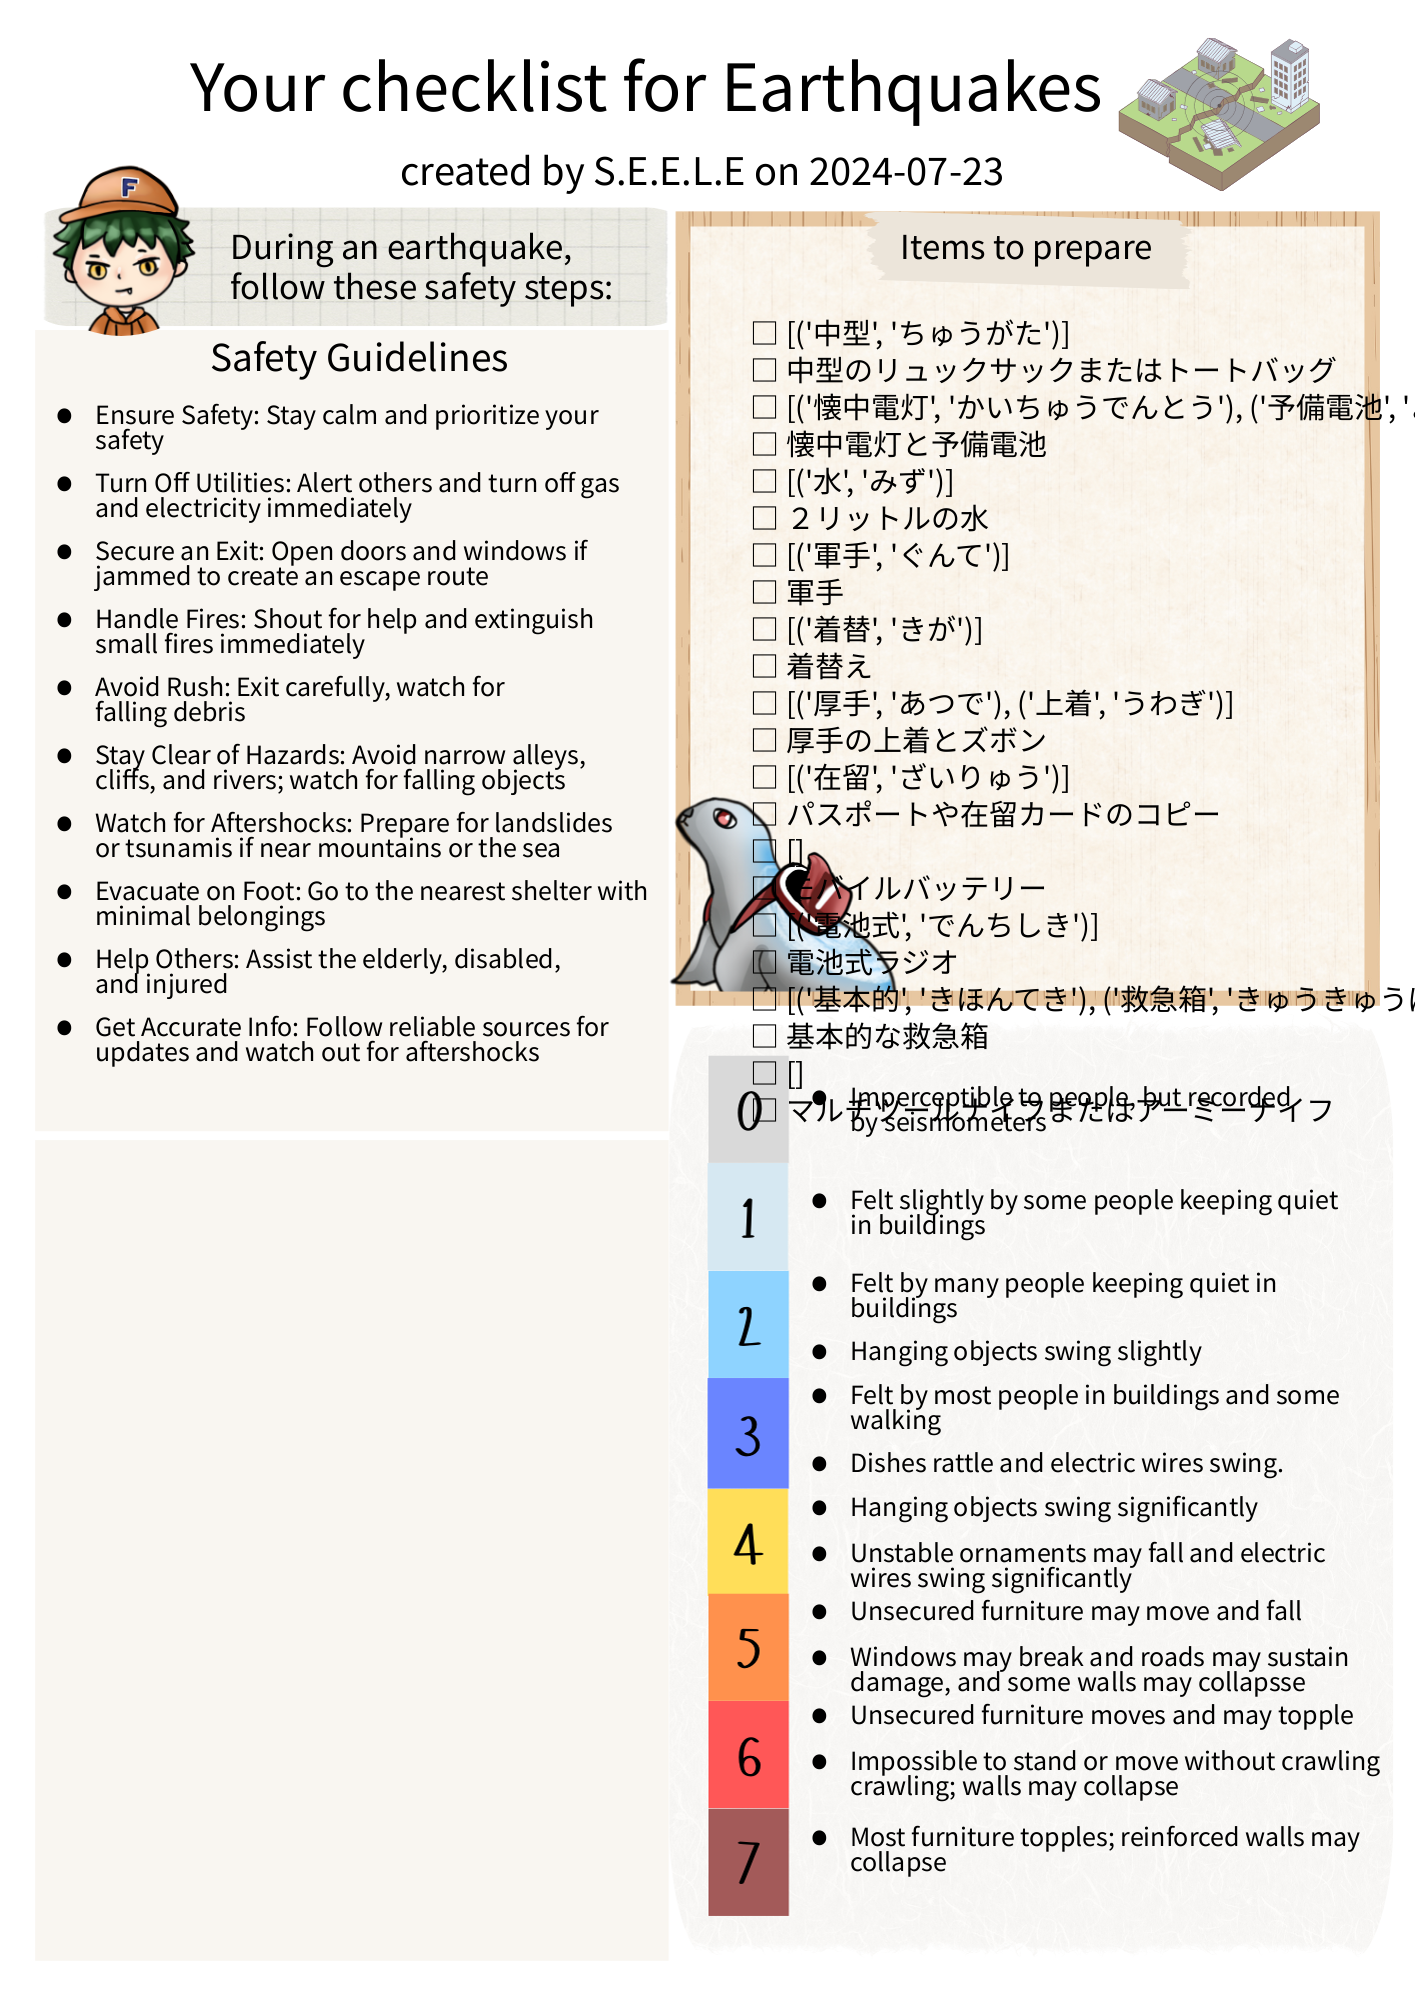 Your checklist for Earthquakes
created by S.E.E.L.E on 2024-07-23
F
During an earthquake,
follow these safety steps:
Safety Guidelines
● Ensure Safety: Stay calm and prioritize your
safety
● Turn Off Utilities: Alert others and turn off gas
and electricity immediately
● Secure an Exit: Open doors and windows if
jammed to create an escape route
● Handle Fires: Shout for help and extinguish
small fires immediately
● Avoid Rush: Exit carefully, watch for
falling debris
● Stay Clear of Hazards: Avoid narrow alleys,
cliffs, and rivers; watch for falling objects
● Watch for Aftershocks: Prepare for landslides
or tsunamis if near mountains or the sea
● Evacuate on Foot: Go to the nearest shelter with
minimal belongings
● Help Others: Assist the elderly, disabled,
and injured
● Get Accurate Info: Follow reliable sources for
updates and watch out for aftershocks
Items to prepare
□ [('中型', 'ちゅうがた')]
□ 中型のリュックサックまたはトートバッグ
□ [('懐中電灯', 'かいちゅうでんとう'), ('予備電池', '
□ 懐中電灯と予備電池
□ [('水', 'みず')]
□ ２リットルの水
□ [('軍手', 'ぐんて')]
□ 軍手
□ [('着替', 'きが')]
□ 着替え
□ [('厚手', 'あつで'), ('上着', 'うわぎ')]
□ 厚手の上着とズボン
□ [('在留', 'ざいりゅう')]
□ パスポートや在留カードのコピー
□ []
□ モバイルバッテリー
□ [('電池式', 'でんちしき')]
□ 電池式ラジオ
□ [('基本的', 'きほんてき'), ('救急箱', 'きゅうきゅう
□ 基本的な救急箱
□ []
□ マルチツールナイフまたはアーミーナイフ
0
● Imperceptible to people, but recorded
by seismometers
1
● Felt slightly by some people keeping quiet
in buildings
2
● Felt by many people keeping quiet in
buildings
● Hanging objects swing slightly
3
● Felt by most people in buildings and some
walking
● Dishes rattle and electric wires swing.
4
● Hanging objects swing significantly
● Unstable ornaments may fall and electric
wires swing significantly
5
● Unsecured furniture may move and fall
● Windows may break and roads may sustain
damage, and some walls may collapsse
6
● Unsecured furniture moves and may topple
● Impossible to stand or move without crawling
crawling; walls may collapse
7
● Most furniture topples; reinforced walls may
collapse